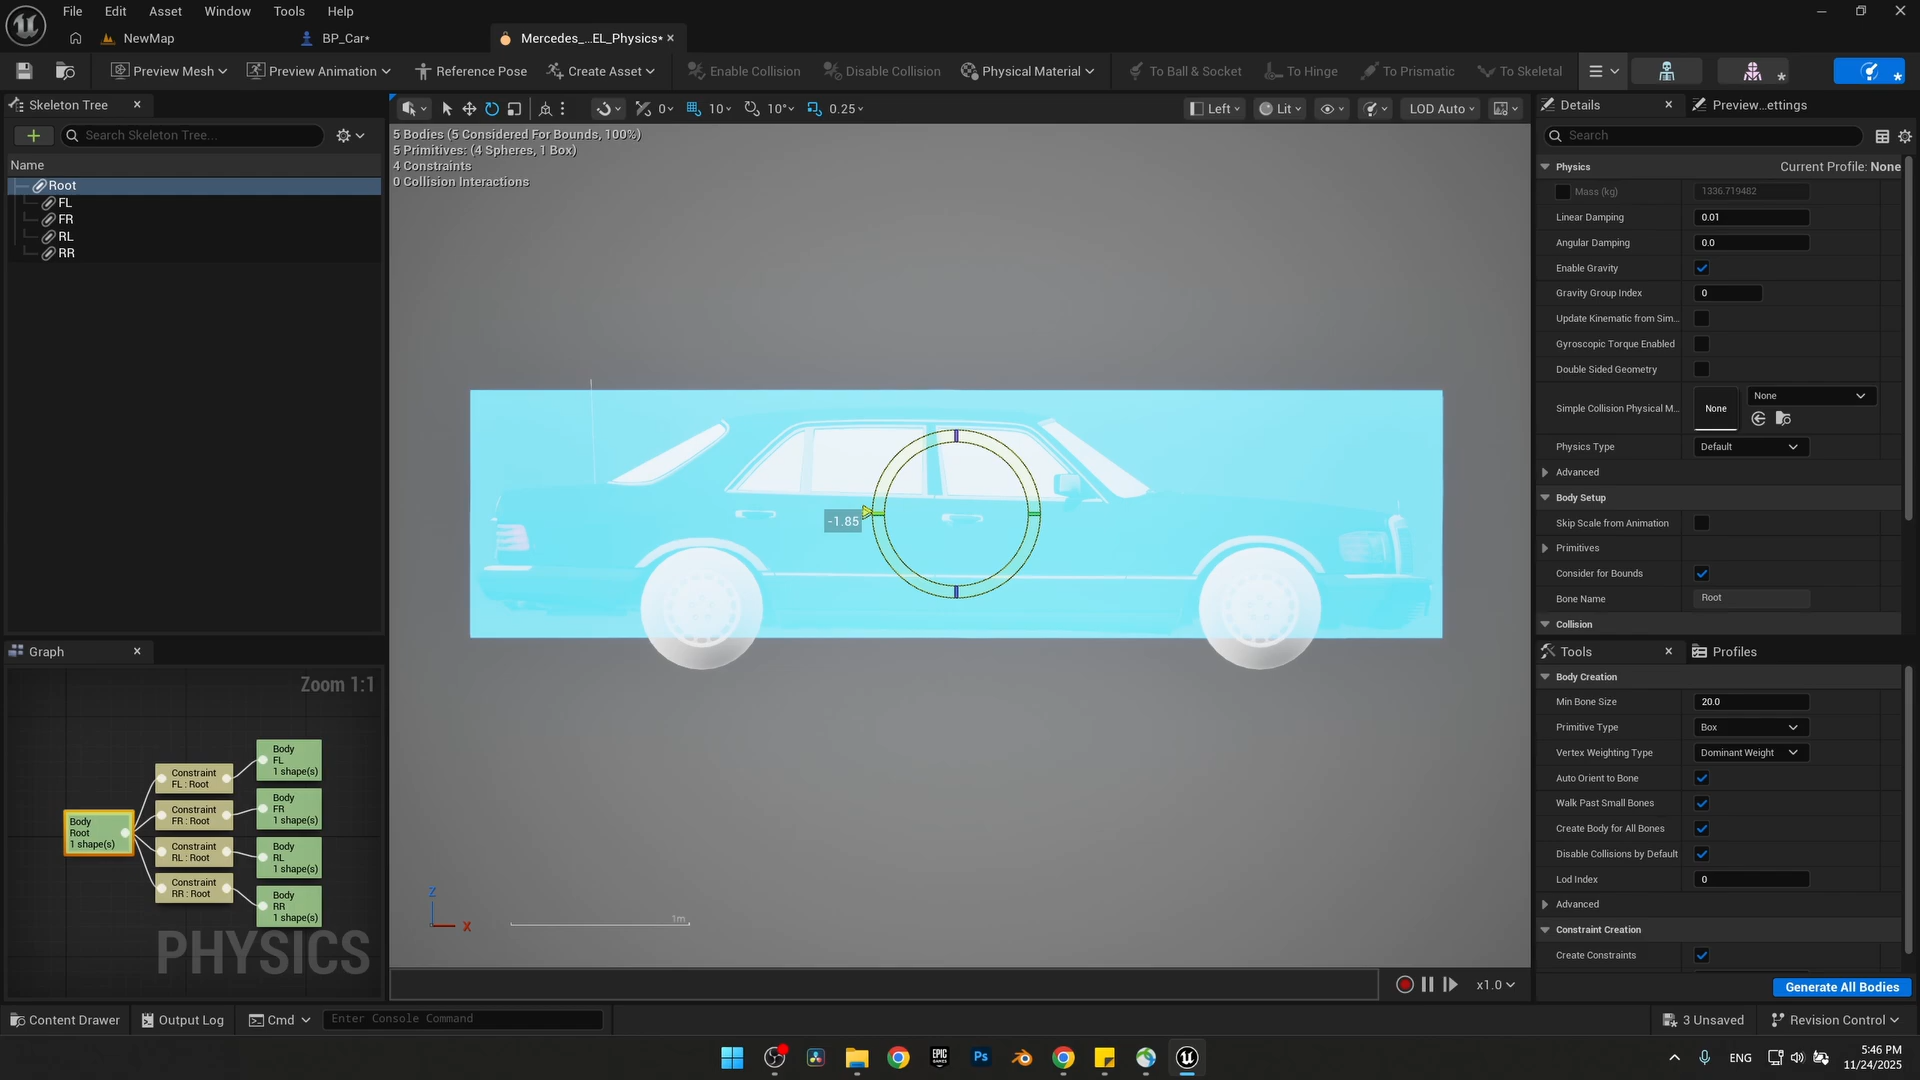 File Edit Asset Window Tools Help
NewMap
BP_Car*
Mercedes_...EL_Physics*
Preview Mesh
Preview Animation
Reference Pose
Create Asset
Enable Collision
Disable Collision
Physical Material
To Ball & Socket
To Hinge
To Prismatic
To Skeletal
Skeleton Tree
Search Skeleton Tree...
Name
Root
FL
FR
RL
RR
0
10
10°
0.25
Left
Lit
LOD Auto
5 Bodies (5 Considered For Bounds, 100%)
5 Primitives: (4 Spheres, 1 Box)
4 Constraints
0 Collision Interactions
-1.85
Z
X
1m
x1.0
Graph
Zoom 1:1
Body
Root
1 shape(s)
Constraint
FL : Root
Constraint
FR : Root
Constraint
RL : Root
Constraint
RR : Root
Body
FL
1 shape(s)
Body
FR
1 shape(s)
Body
RL
1 shape(s)
Body
RR
1 shape(s)
PHYSICS
Details
Preview...ettings
Search
Physics
Current Profile: None
Mass (kg) 1336.719482
Linear Damping 0.01
Angular Damping 0.0
Enable Gravity
Gravity Group Index 0
Update Kinematic from Sim...
Gyroscopic Torque Enabled
Double Sided Geometry
Simple Collision Physical M... None None
Physics Type Default
Advanced
Body Setup
Skip Scale from Animation
Primitives
Consider for Bounds
Bone Name Root
Collision
Tools
Profiles
Body Creation
Min Bone Size 20.0
Primitive Type Box
Vertex Weighting Type Dominant Weight
Auto Orient to Bone
Walk Past Small Bones
Create Body for All Bones
Disable Collisions by Default
Lod Index 0
Advanced
Constraint Creation
Create Constraints
Generate All Bodies
Content Drawer
Output Log
Cmd
Enter Console Command
3 Unsaved
Revision Control
EPIC GAMES
Ps
ENG
5:46 PM
11/24/2025